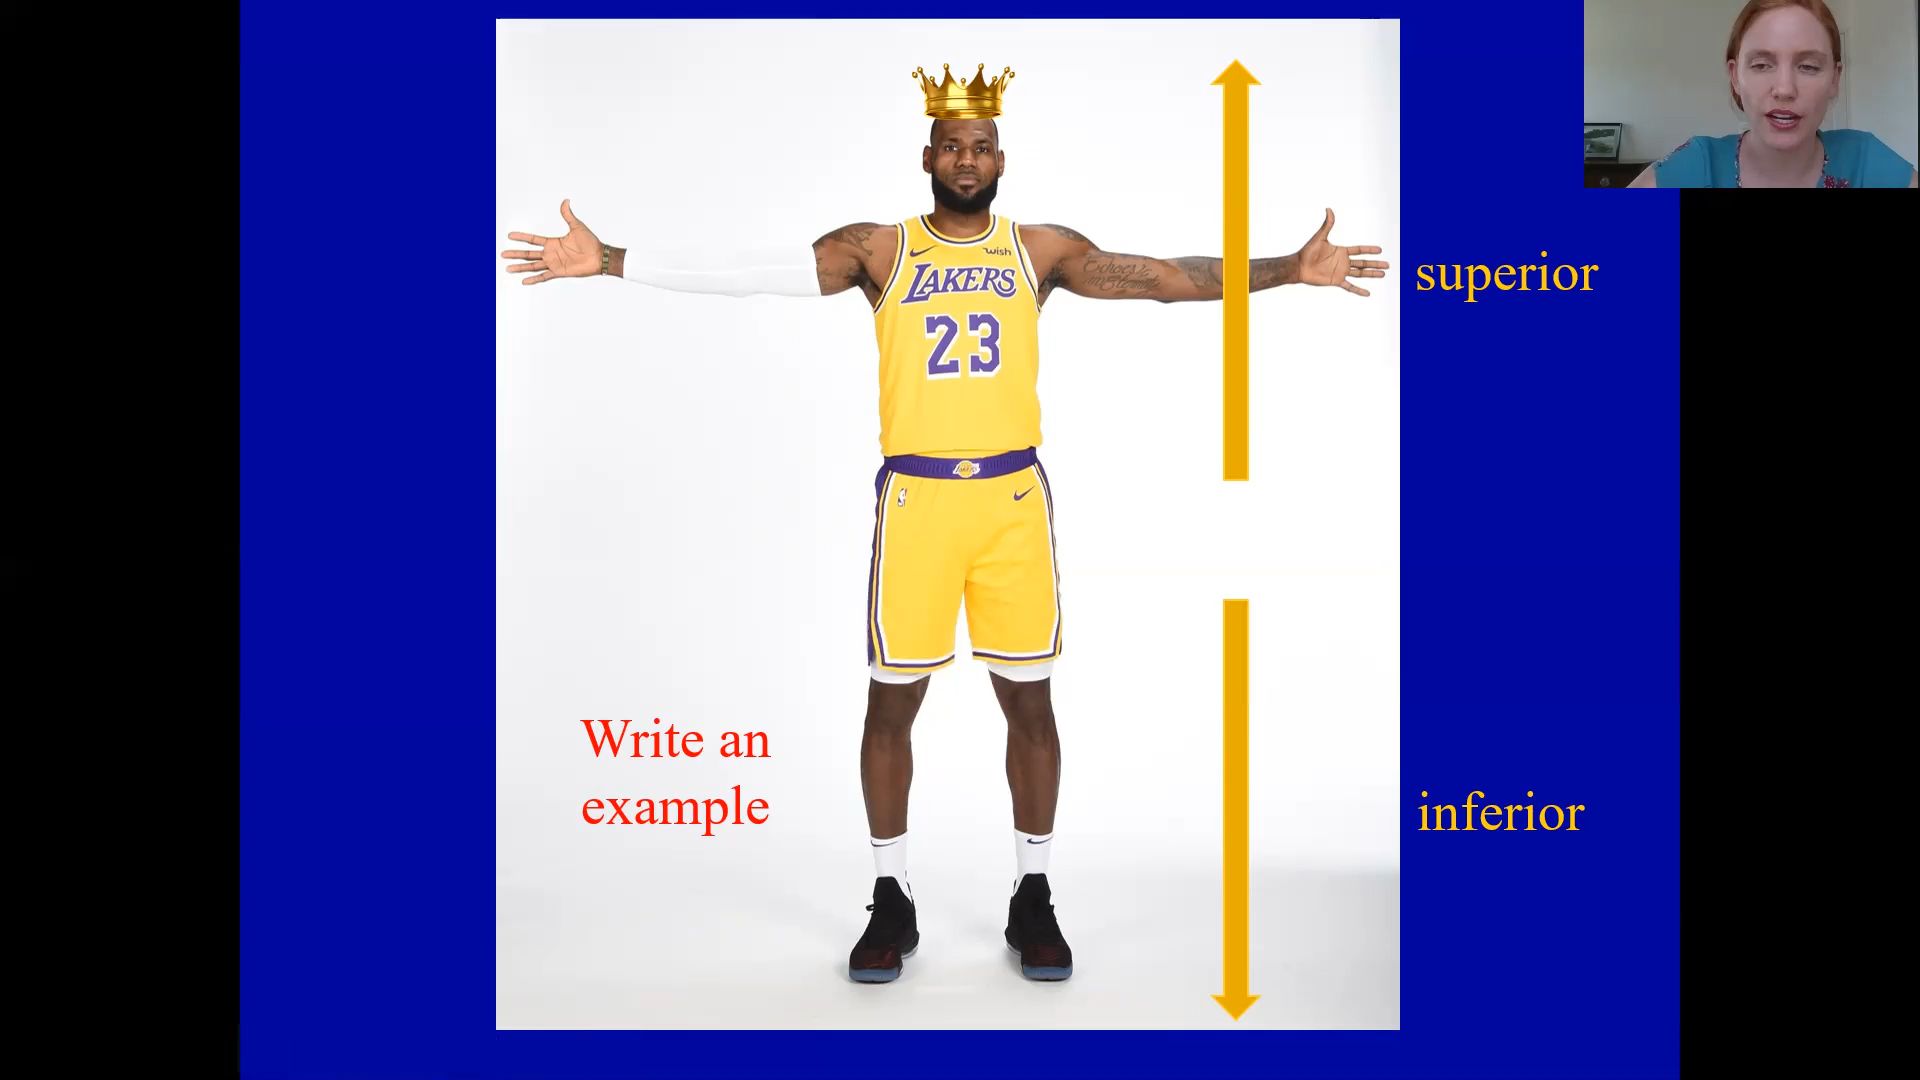 wish
LAKERS
23
superior
Write an
example
inferior